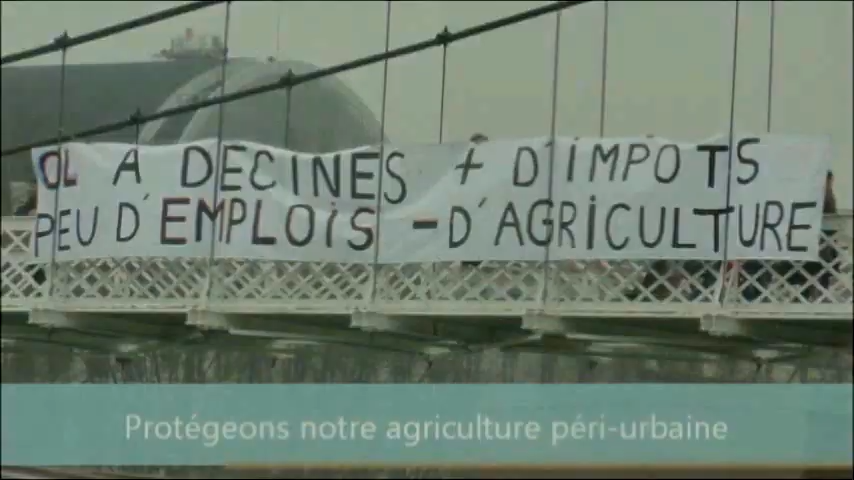 OL A DECINES + D'IMPOTS
PEU D'EMPLOIS - D'AGRICULTURE
Protégeons notre agriculture péri-urbaine